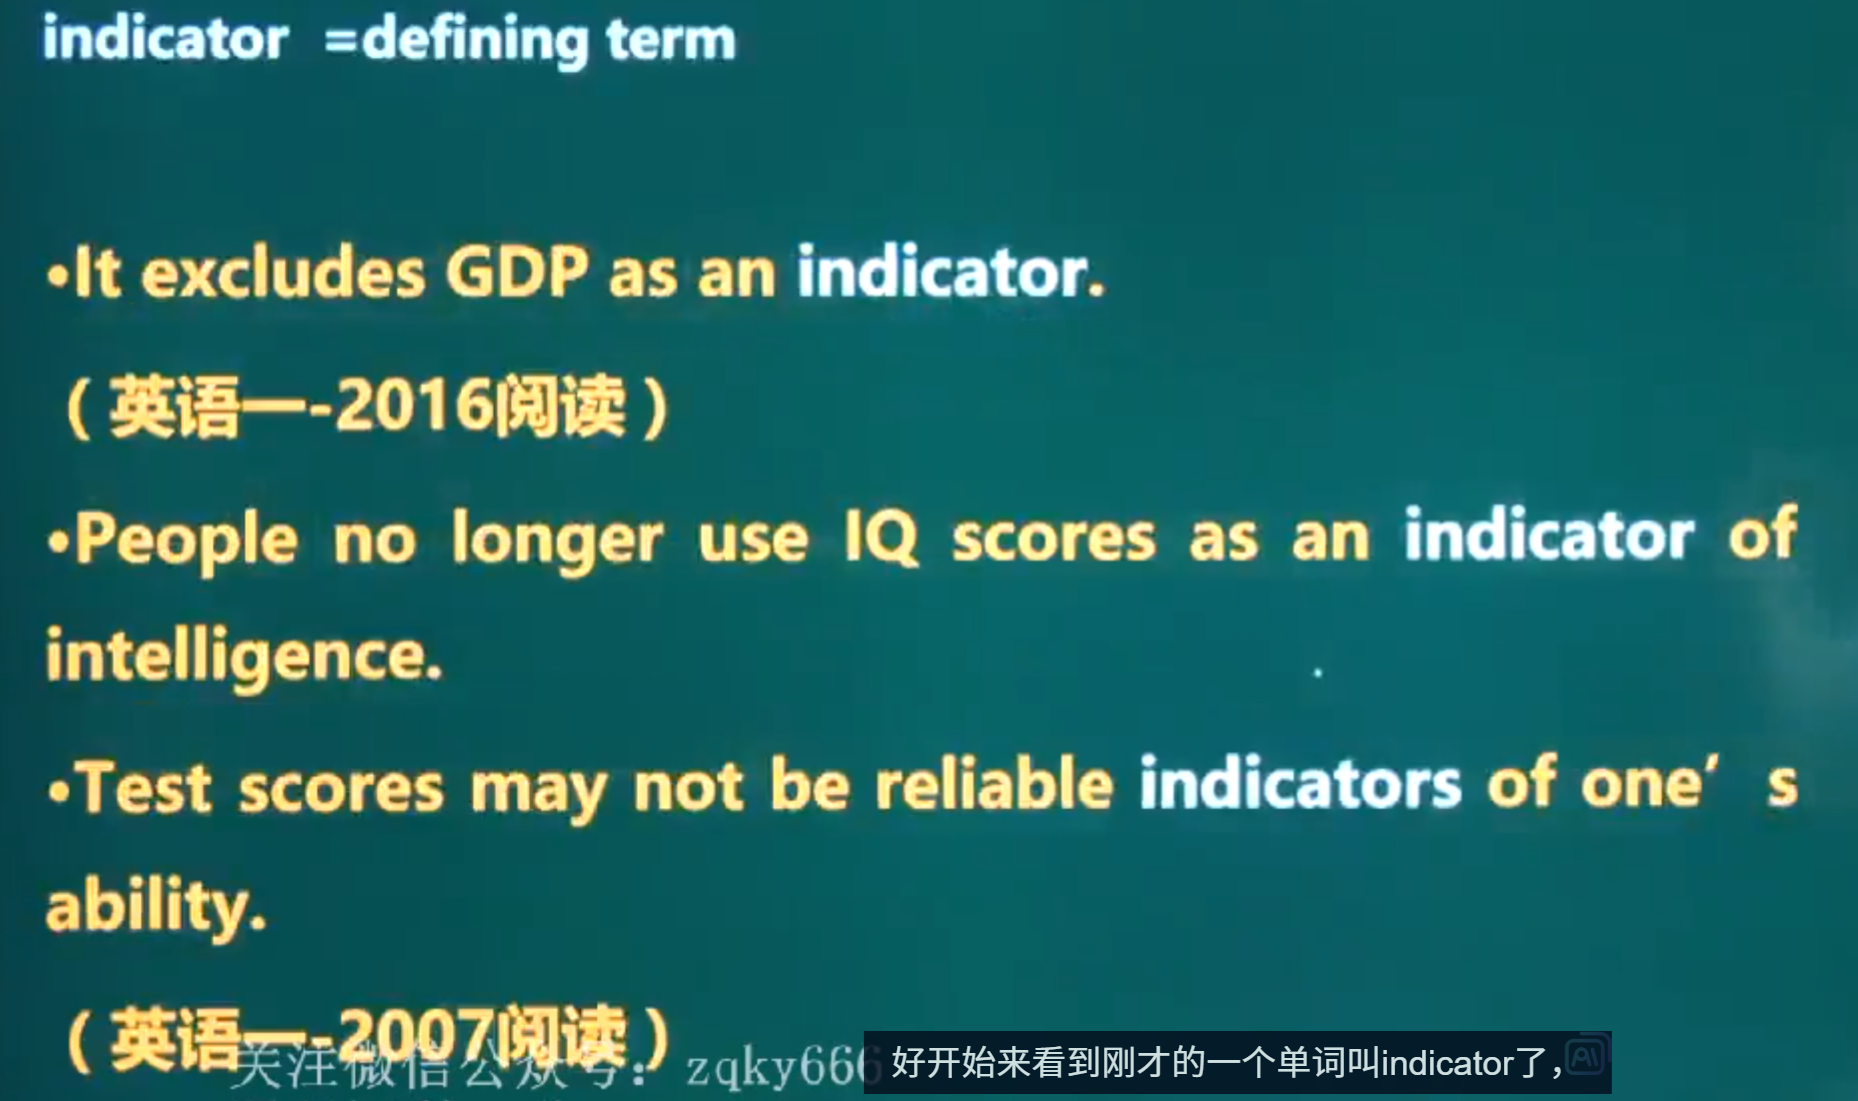 indicator =defining term
•It excludes GDP as an indicator.
（英语一-2016阅读）
•People no longer use IQ scores as an indicator of
intelligence.
•Test scores may not be reliable indicators of one’s
ability.
（英语一-2007阅读）
关注微信公众号：zqky666
好开始来看到刚才的一个单词叫indicator了，
AI